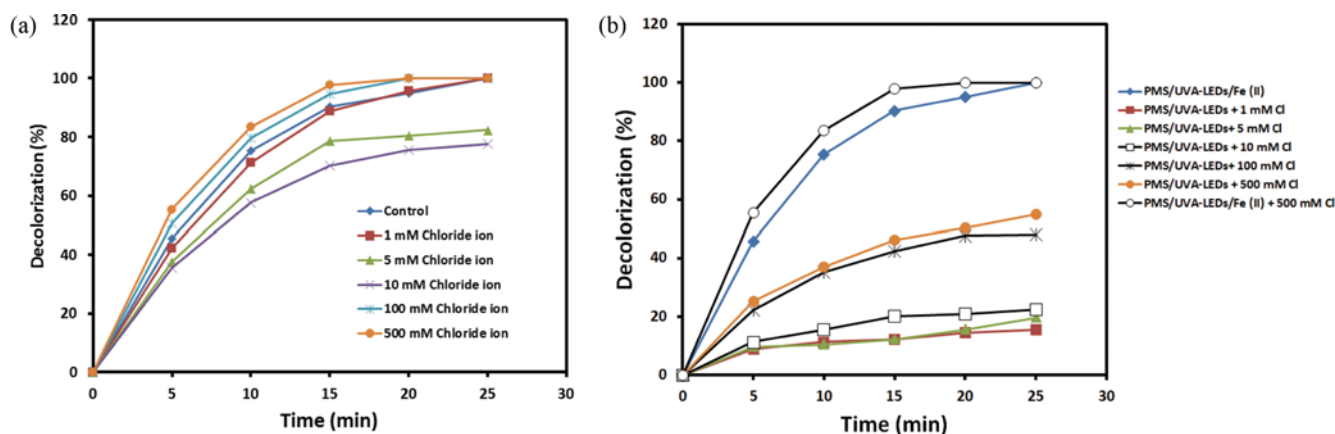 (a)
120
100
80
60
40
20
0
Decolorization (%)
0 5 10 15 20 25 30
Time (min)
Control
1 mM Chloride ion
5 mM Chloride ion
10 mM Chloride ion
100 mM Chloride ion
500 mM Chloride ion
(b)
120
100
80
60
40
20
0
Decolorization (%)
0 5 10 15 20 25 30
Time (min)
PMS/UVA-LEDs/Fe (II)
PMS/UVA-LEDs + 1 mM Cl
PMS/UVA-LEDs+ 5 mM Cl
PMS/UVA-LEDs + 10 mM Cl
PMS/UVA-LEDs+ 100 mM Cl
PMS/UVA-LEDs + 500 mM Cl
PMS/UVA-LEDs/Fe (II) + 500 mM Cl